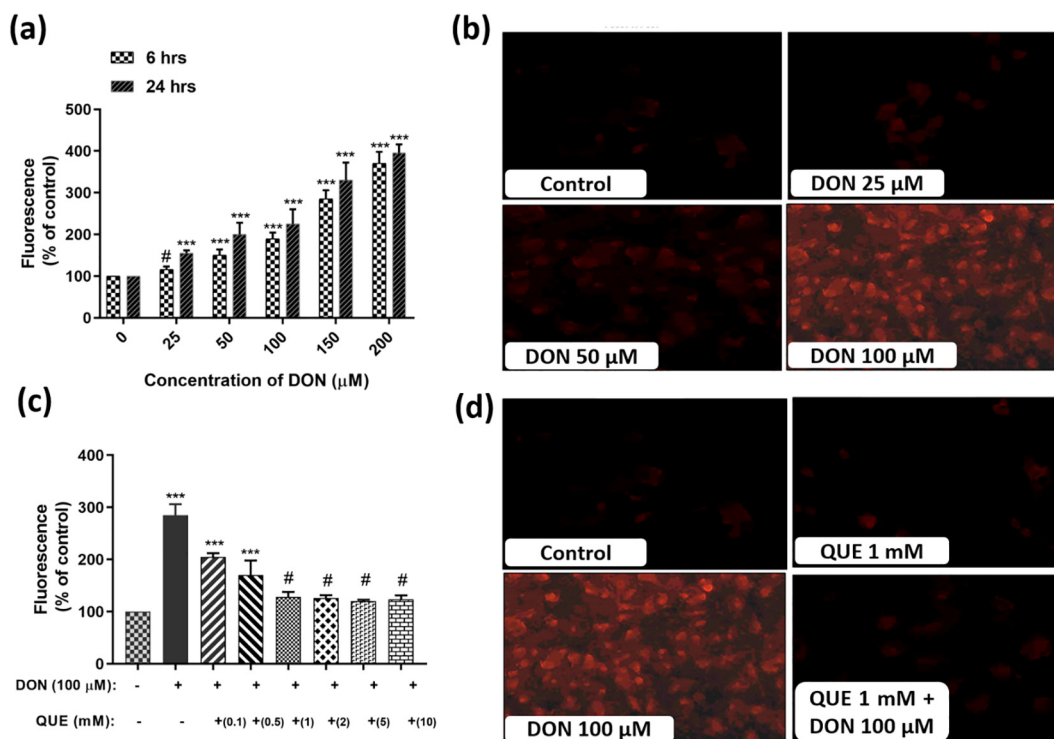 (a)
6 hrs
24 hrs
Fluorescence
(% of control)
500
400
300
200
100
0
#
***
***
***
***
***
***
***
***
***
0
25
50
100
150
200
Concentration of DON (µM)
(b)
Control
DON 25 µM
DON 50 µM
DON 100 µM
(c)
Fluorescence
(% of control)
400
300
200
100
0
***
***
***
#
#
#
#
DON (100 µM): - + + + + + + +
QUE (mM): - - +(0.1) +(0.5) +(1) +(2) +(5) +(10)
(d)
Control
QUE 1 mM
DON 100 µM
QUE 1 mM +
DON 100 µM